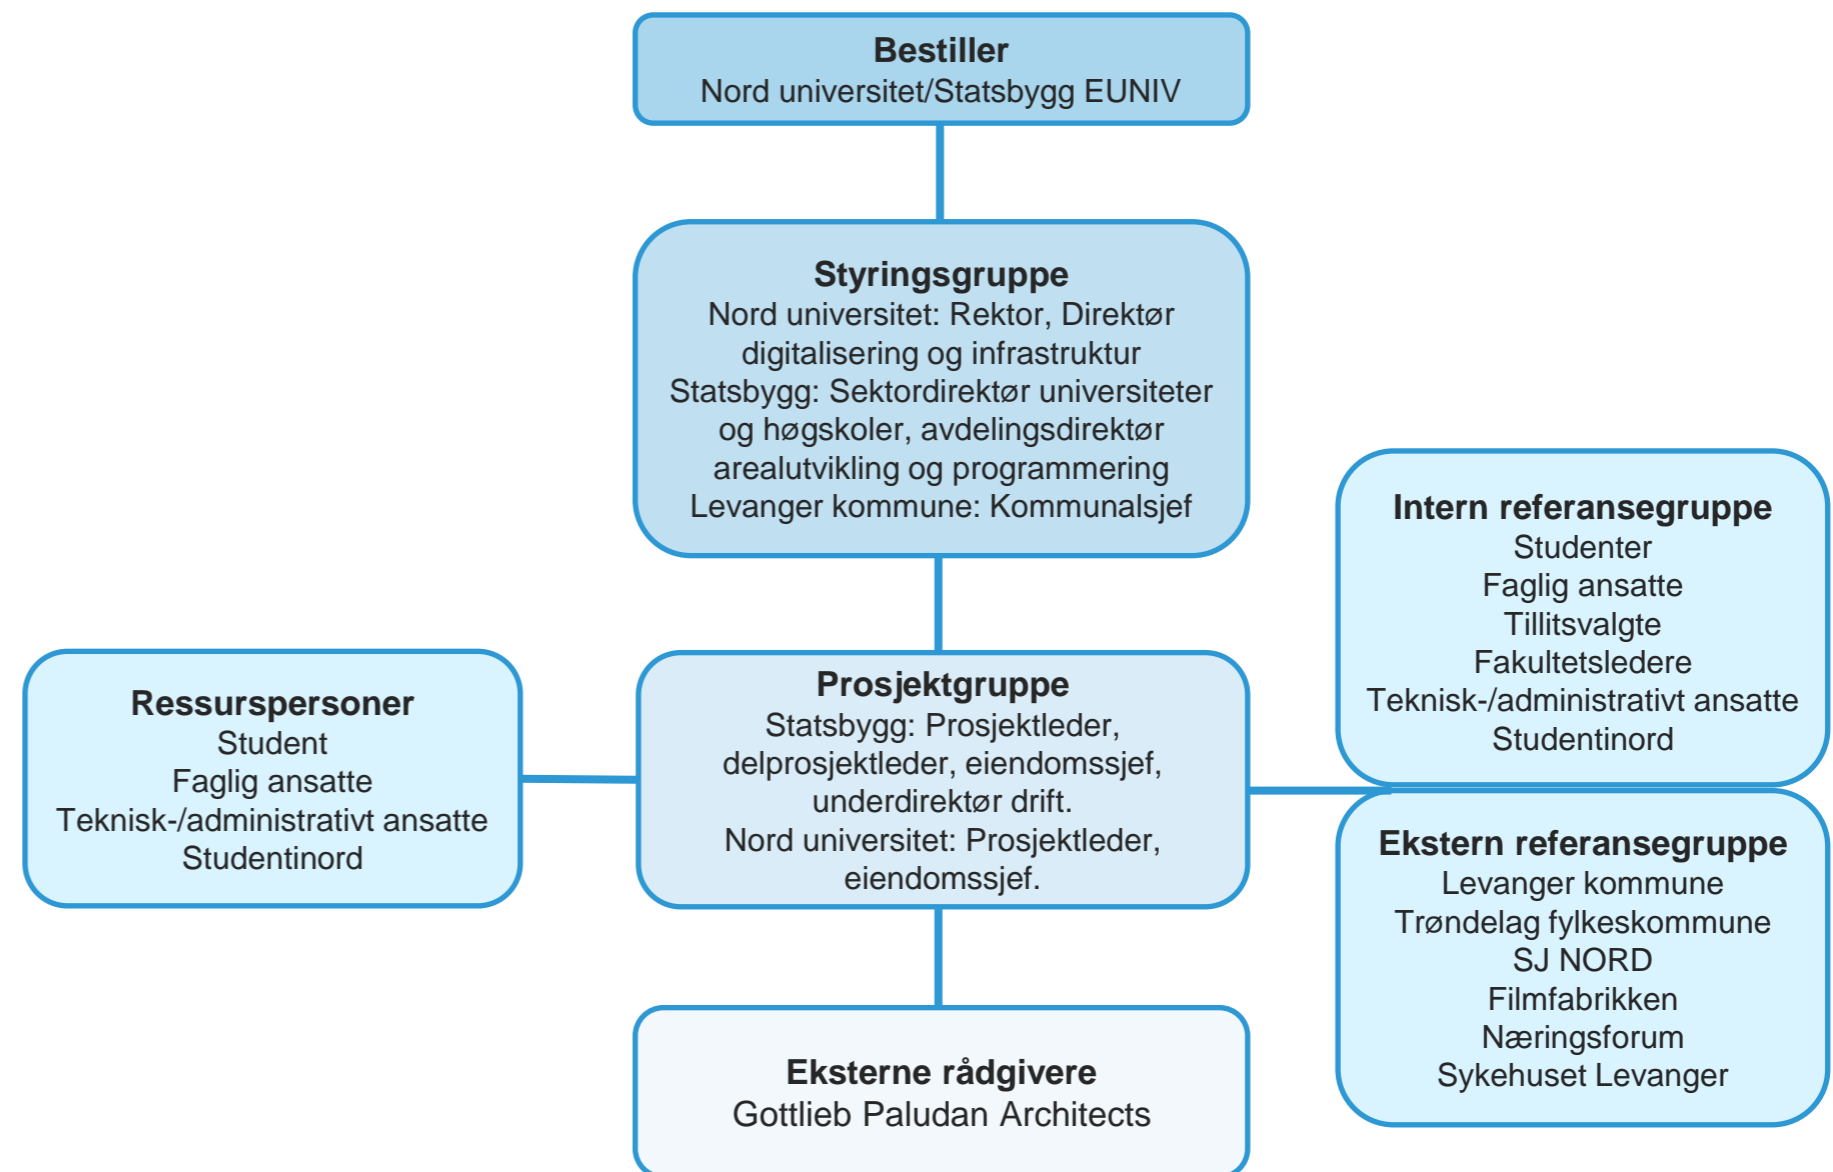 Bestiller
Nord universitet/Statsbygg EUNIV
Styringsgruppe
Nord universitet: Rektor, Direktør
digitalisering og infrastruktur
Statsbygg: Sektordirektør universiteter
og høgskoler, avdelingsdirektør
arealutvikling og programmering
Levanger kommune: Kommunalsjef
Ressurspersoner
Student
Faglig ansatte
Teknisk-/administrativt ansatte
Studentinord
Prosjektgruppe
Statsbygg: Prosjektleder,
delprosjektleder, eiendomssjef,
underdirektør drift.
Nord universitet: Prosjektleder,
eiendomssjef.
Intern referansegruppe
Studenter
Faglig ansatte
Tillitsvalgte
Fakultetsledere
Teknisk-/administrativt ansatte
Studentinord
Ekstern referansegruppe
Levanger kommune
Trøndelag fylkeskommune
SJ NORD
Filmfabrikken
Næringsforum
Sykehuset Levanger
Eksterne rådgivere
Gottlieb Paludan Architects